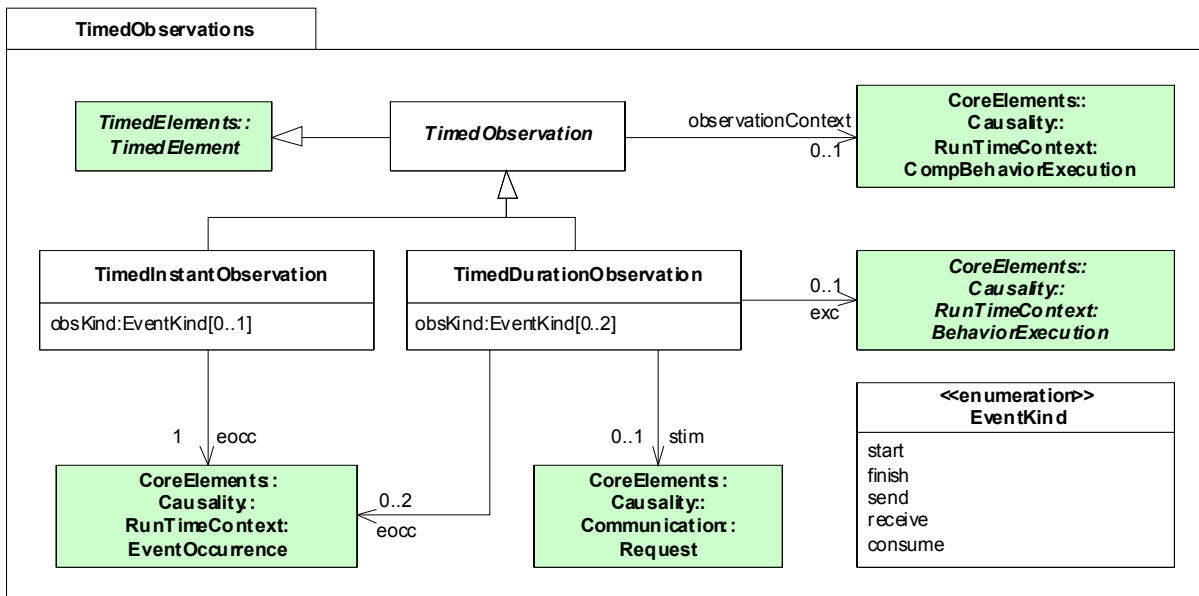 TimedObservations
TimedElements::
TimedElement
TimedObservation
observationContext
0..1
CoreElements::
Causality::
RunTimeContext:
CompBehaviorExecution
TimedInstantObservation
obsKind:EventKind[0..1]
TimedDurationObservation
obsKind:EventKind[0..2]
0..1
exc
CoreElements::
Causality::
RunTimeContext:
BehaviorExecution
<<enumeration>>
EventKind
start
finish
send
receive
consume
1 eocc
0..1 stim
CoreElements::
Causality::
RunTimeContext:
EventOccurrence
0..2
eocc
CoreElements::
Causality::
Communication::
Request